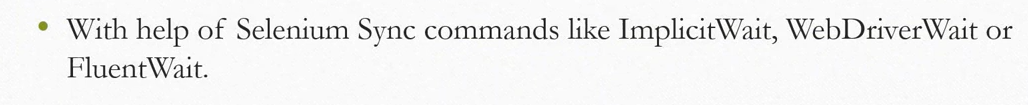 • With help of Selenium Sync commands like ImplicitWait, WebDriverWait or
FluentWait.